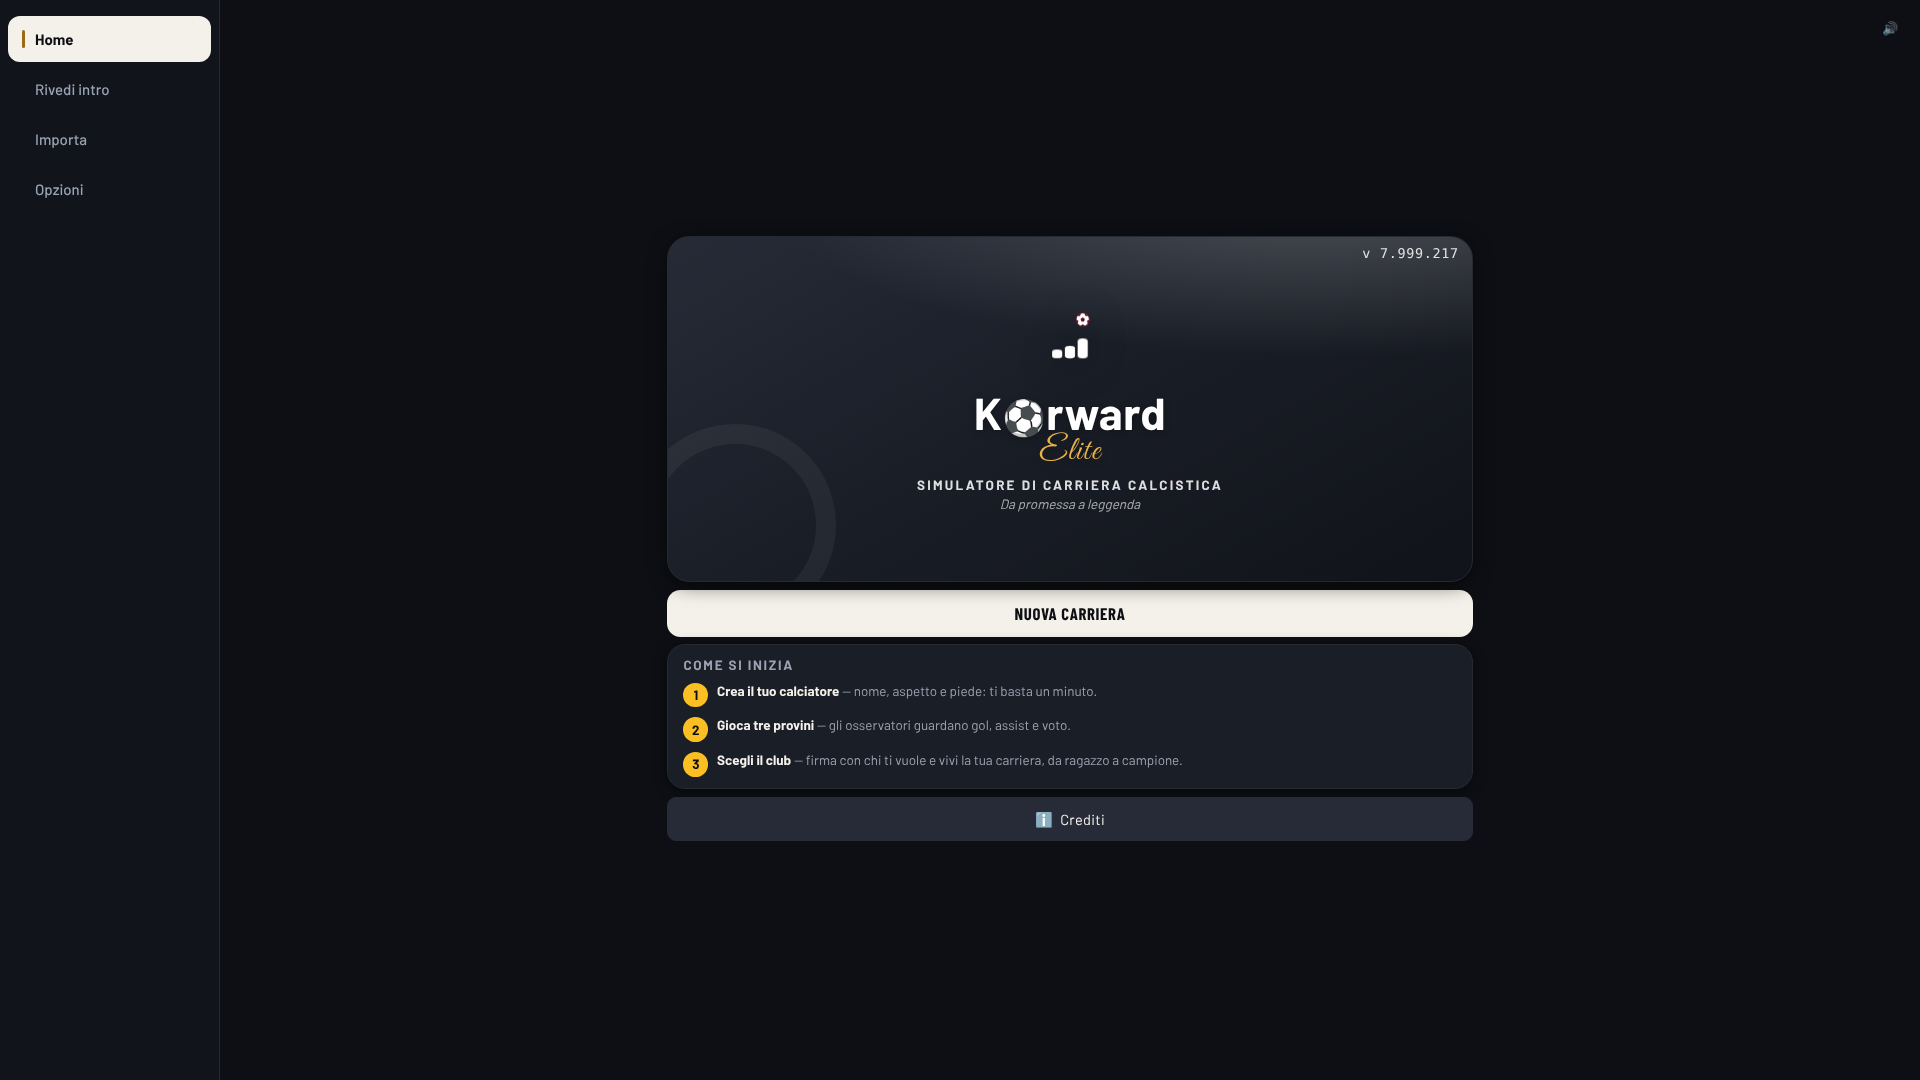 Home
Rivedi intro
Importa
Opzioni
v 7.999.217
K⚽rward
Elite
SIMULATORE DI CARRIERA CALCISTICA
Da promessa a leggenda
NUOVA CARRIERA
COME SI INIZIA
1 Crea il tuo calciatore — nome, aspetto e piede: ti basta un minuto.
2 Gioca tre provini — gli osservatori guardano gol, assist e voto.
3 Scegli il club — firma con chi ti vuole e vivi la tua carriera, da ragazzo a campione.
ℹ️ Crediti